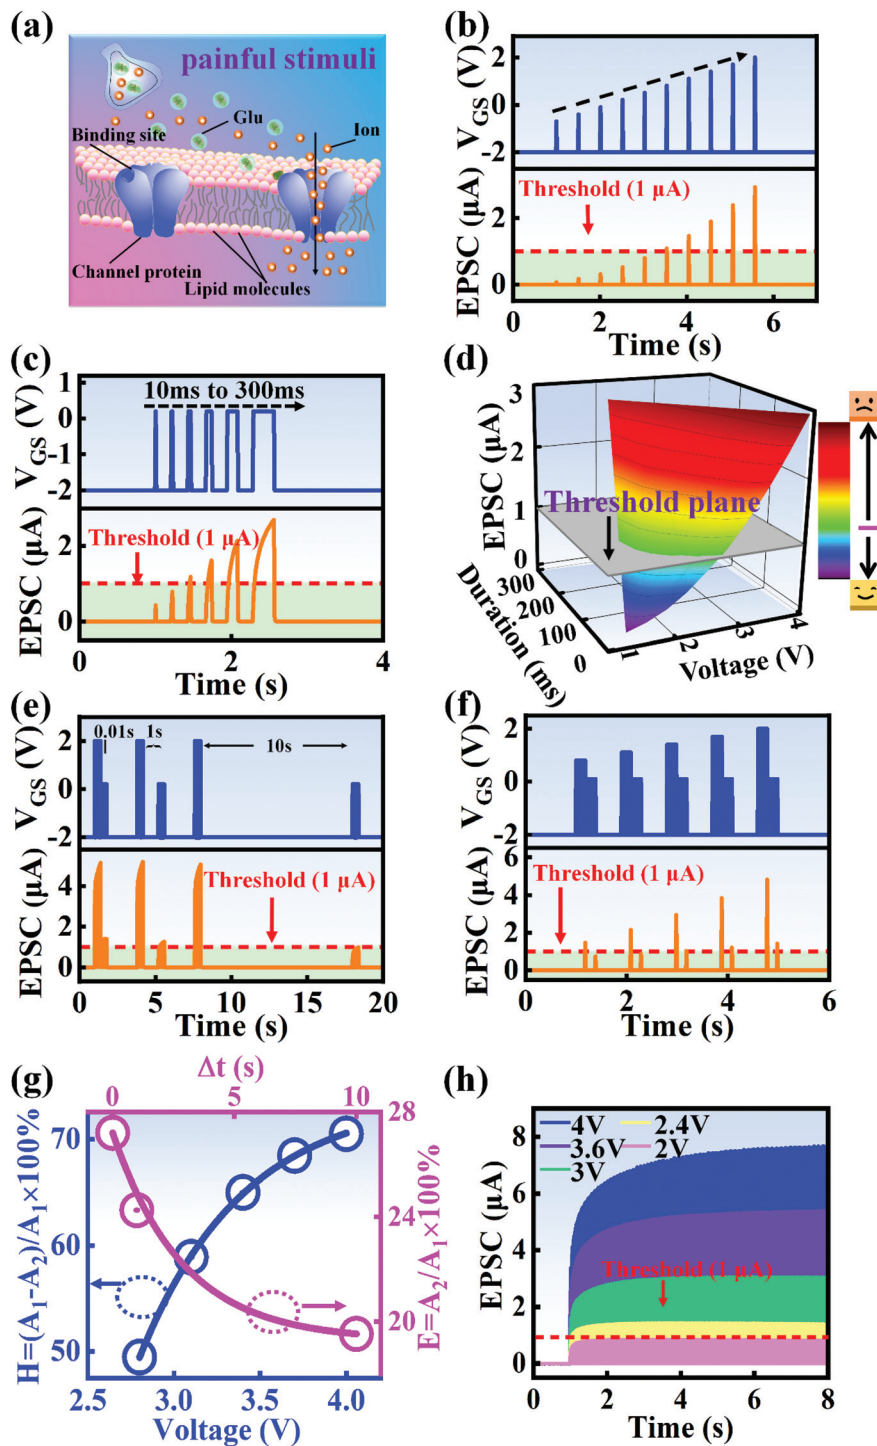 (a)
painful stimuli
Glu
Binding site
Ion
Channel protein
Lipid molecules
(b)
V_GS (V)
2
0
-2
EPSC (μA)
2
0
Threshold (1 μA)
0 2 4 6
Time (s)
(c)
V_GS (V)
1
0
-1
-2
10ms to 300ms
EPSC (μA)
2
0
Threshold (1 μA)
0 2 4
Time (s)
(d)
EPSC (μA)
3
2
1
0
Threshold plane
Duration (ms)
300
200
100
0
1 2 3 4
Voltage (V)
(e)
V_GS (V)
2
0
-2
0.01s 1s
10s
EPSC (μA)
4
2
0
Threshold (1 μA)
0 5 10 15 20
Time (s)
(f)
V_GS (V)
2
0
-2
EPSC (μA)
6
4
2
0
Threshold (1 μA)
0 2 4 6
Time (s)
(g)
Δt (s)
0 5 10
H=(A₁-A₂)/A₁×100%
70
60
50
28
24
20
E=A₂/A₁×100%
2.5 3.0 3.5 4.0
Voltage (V)
(h)
EPSC (μA)
8
6
4
2
0
4V 2.4V
3.6V 2V
3V
Threshold (1 μA)
0 2 4 6 8
Time (s)